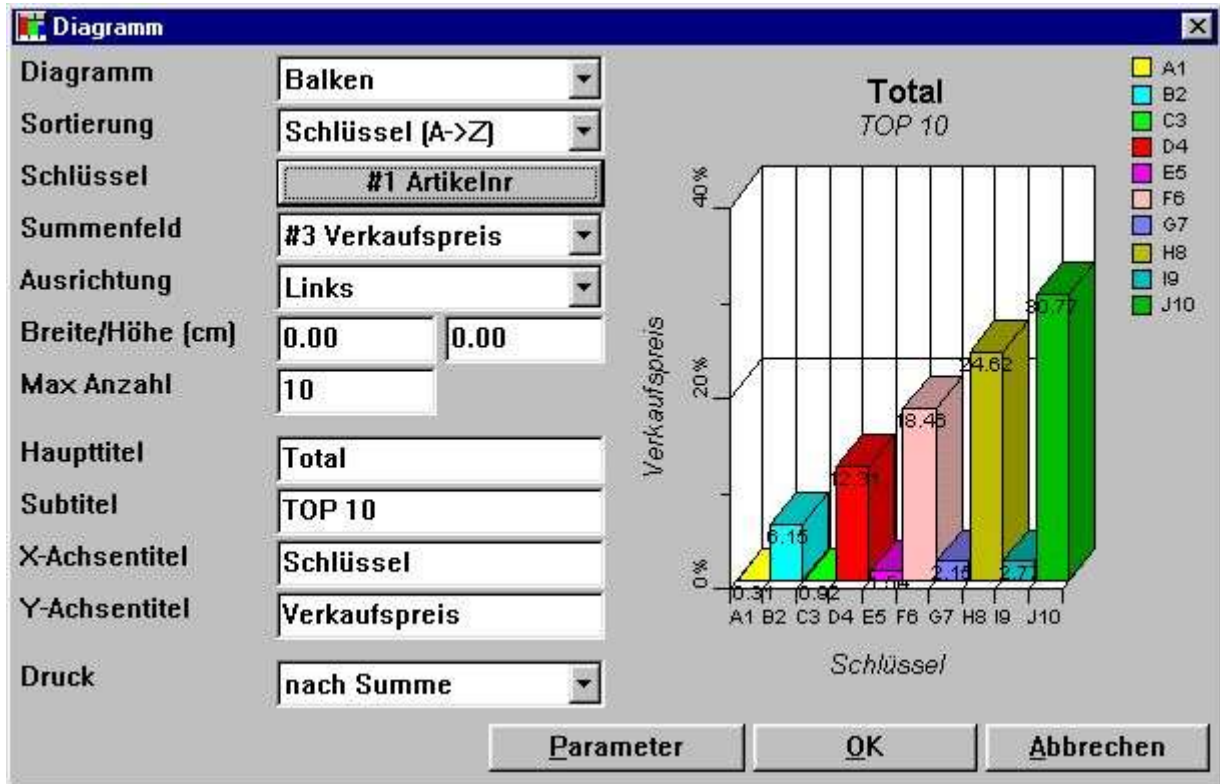 Diagramm
Diagramm
Balken
Sortierung
Schlüssel (A->Z)
Schlüssel
#1 Artikelnr
Summenfeld
#3 Verkaufspreis
Ausrichtung
Links
Breite/Höhe (cm)
0.00
0.00
Max Anzahl
10
Haupttitel
Total
Subtitel
TOP 10
X-Achsentitel
Schlüssel
Y-Achsentitel
Verkaufspreis
Druck
nach Summe
Total
TOP 10
A1
B2
C3
D4
E5
F6
G7
H8
I9
J10
Verkaufspreis
40%
20%
0%
0.31
6.15
0.92
12.31
18.46
24.62
30.77
A1 B2 C3 D4 E5 F6 G7 H8 I9 J10
Schlüssel
Parameter
OK
Abbrechen